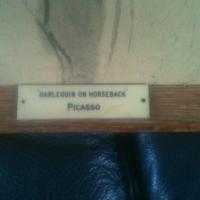 "HARLEQUIN ON HORSEBACK"
PICASSO